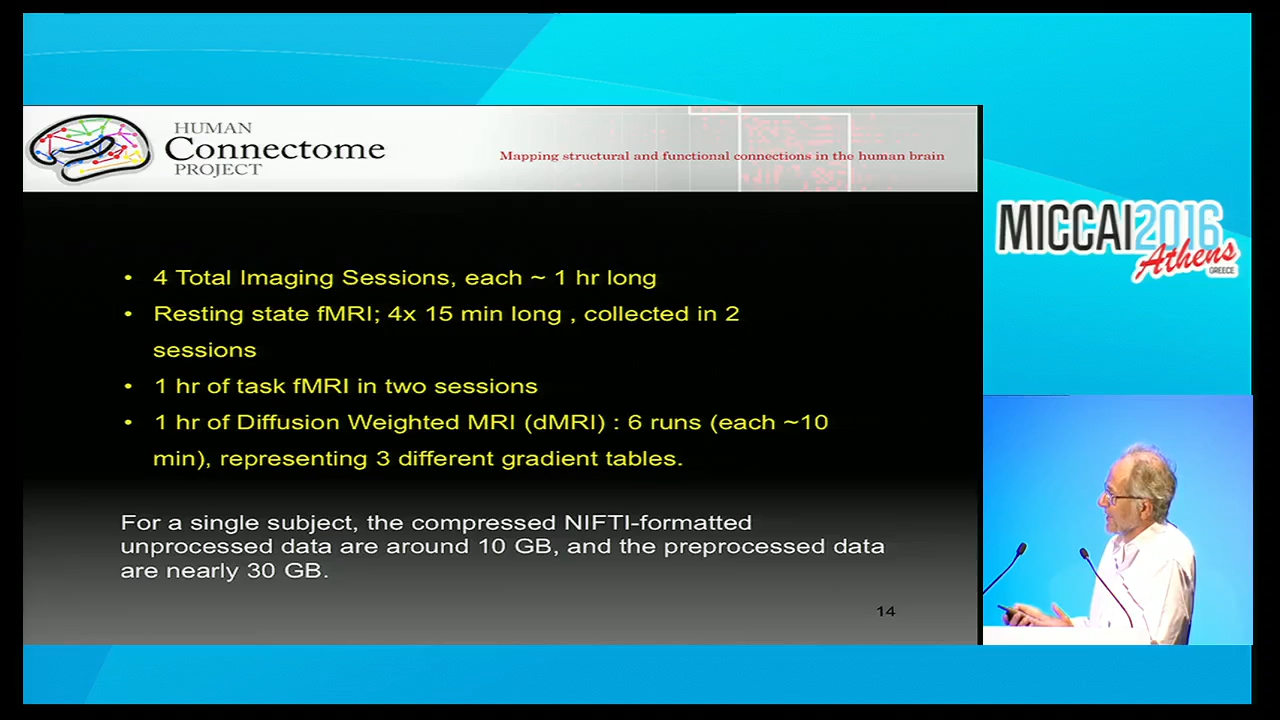 HUMAN
Connectome
PROJECT
Mapping structural and functional connections in the human brain
• 4 Total Imaging Sessions, each ~ 1 hr long
• Resting state fMRI; 4x 15 min long , collected in 2
sessions
• 1 hr of task fMRI in two sessions
• 1 hr of Diffusion Weighted MRI (dMRI) : 6 runs (each ~10
min), representing 3 different gradient tables.
For a single subject, the compressed NIFTI-formatted
unprocessed data are around 10 GB, and the preprocessed data
are nearly 30 GB.
14
MICCAI2016
Athens
GREECE